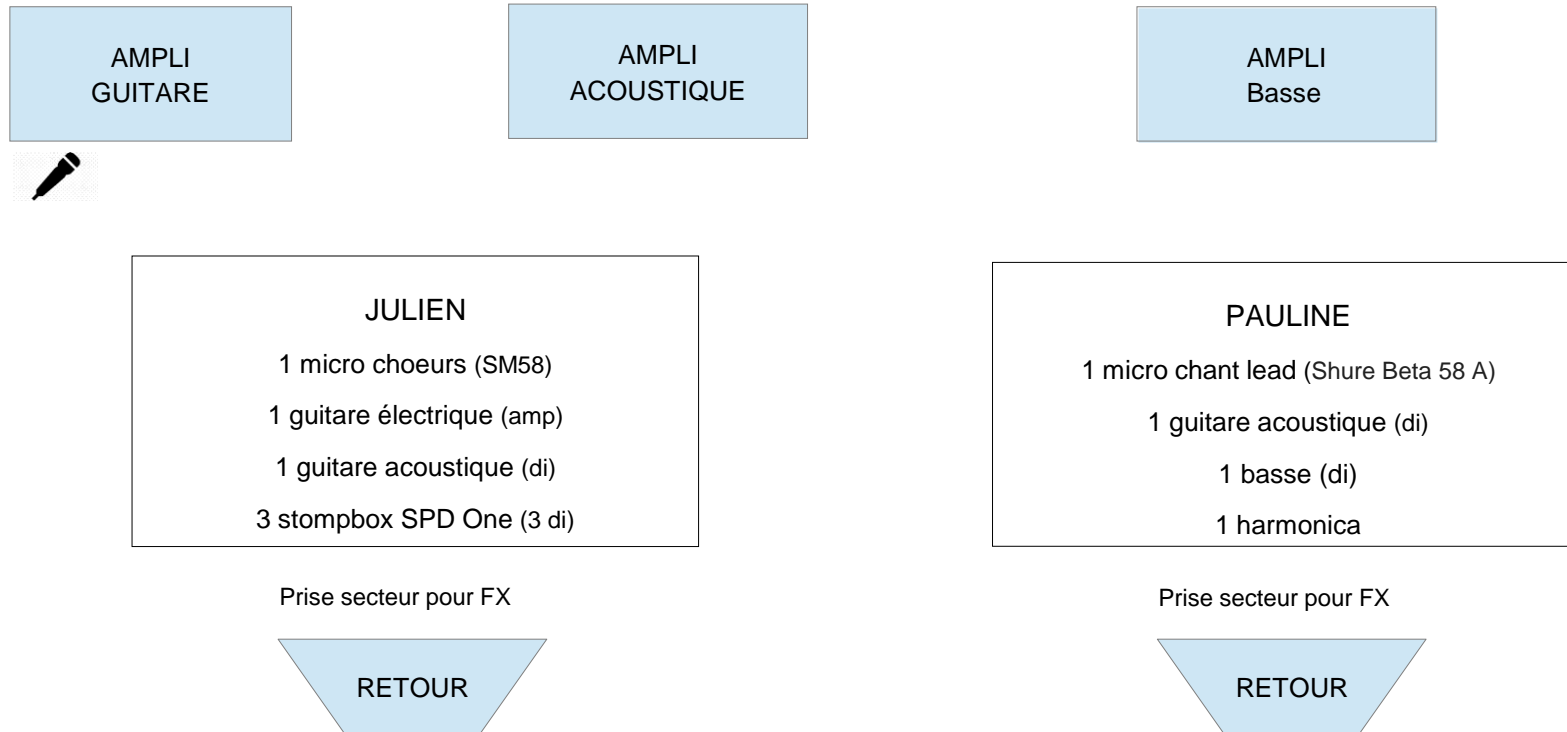 AMPLI
GUITARE
AMPLI
ACOUSTIQUE
AMPLI
Basse
JULIEN
1 micro choeurs (SM58)
1 guitare électrique (amp)
1 guitare acoustique (di)
3 stompbox SPD One (3 di)
PAULINE
1 micro chant lead (Shure Beta 58 A)
1 guitare acoustique (di)
1 basse (di)
1 harmonica
Prise secteur pour FX
Prise secteur pour FX
RETOUR
RETOUR